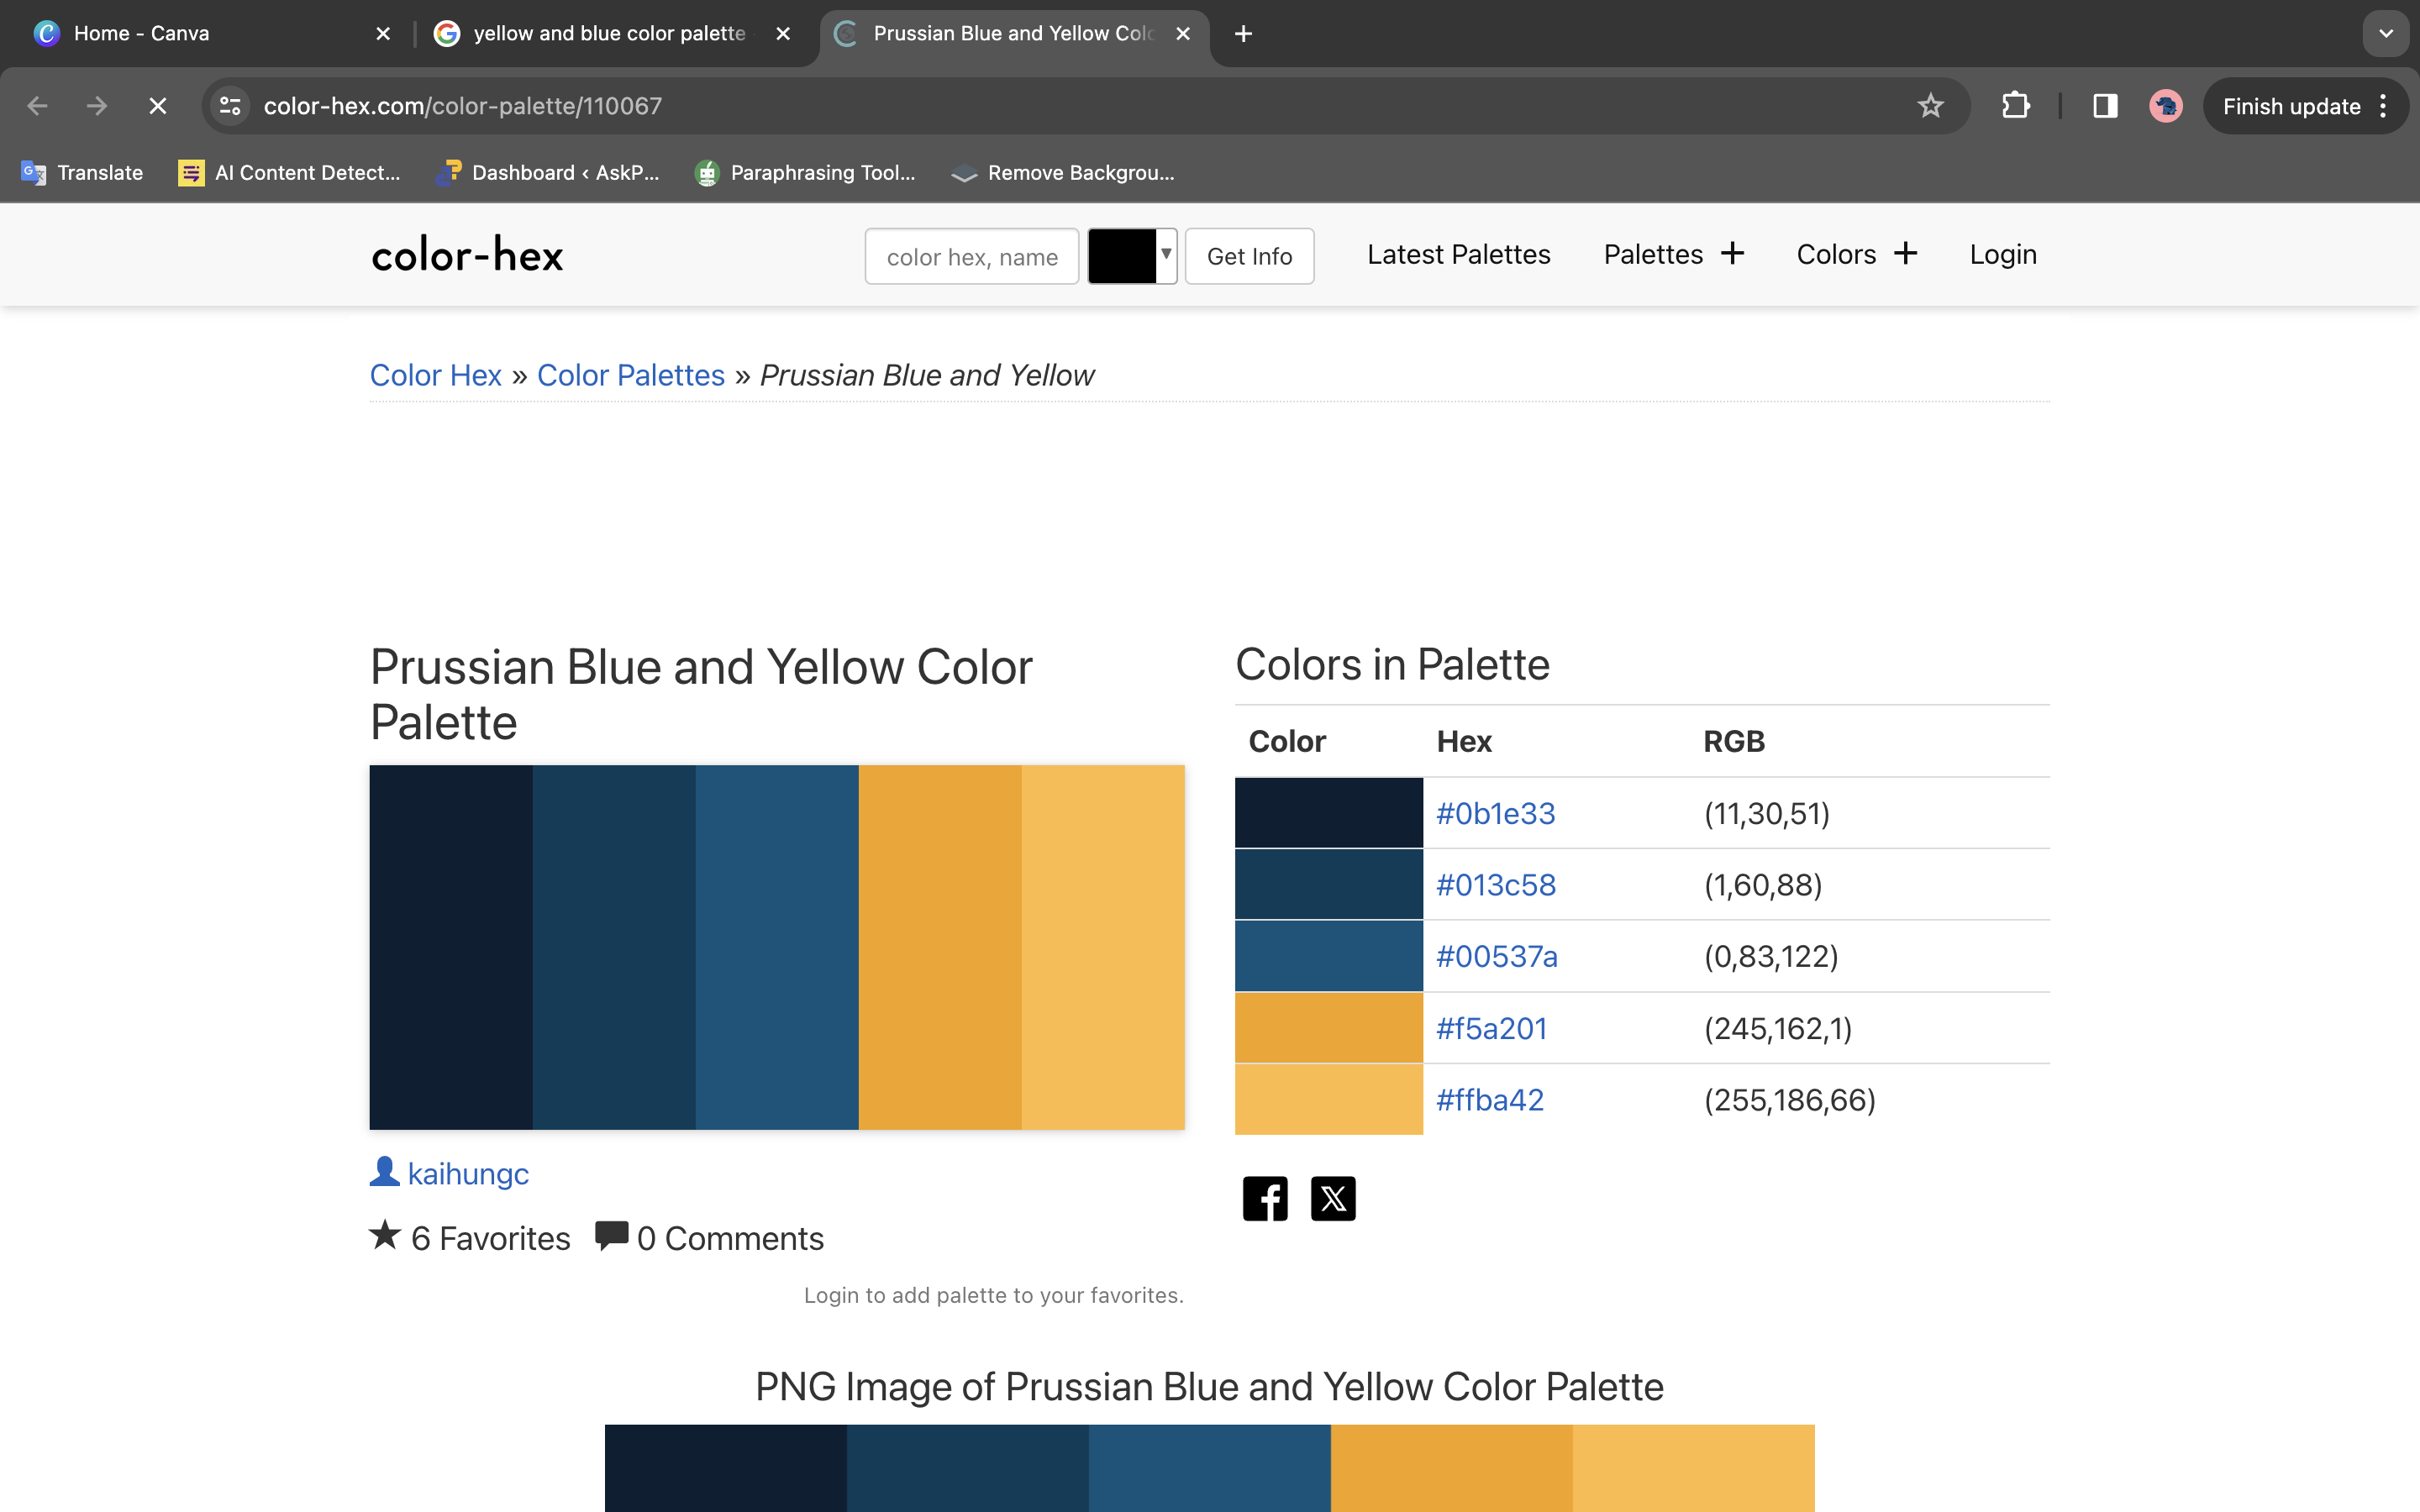 Home - Canva
yellow and blue color palette
Prussian Blue and Yellow Colo
color-hex.com/color-palette/110067
Finish update
Translate
AI Content Detect...
Dashboard ‹ AskP...
Paraphrasing Tool...
Remove Backgrou...
color-hex
color hex, name
Get Info
Latest Palettes
Palettes +
Colors +
Login
Color Hex » Color Palettes » Prussian Blue and Yellow
Prussian Blue and Yellow Color
Palette
kaihungc
6 Favorites 0 Comments
Login to add palette to your favorites.
Colors in Palette
Color Hex RGB
#0b1e33 (11,30,51)
#013c58 (1,60,88)
#00537a (0,83,122)
#f5a201 (245,162,1)
#ffba42 (255,186,66)
PNG Image of Prussian Blue and Yellow Color Palette